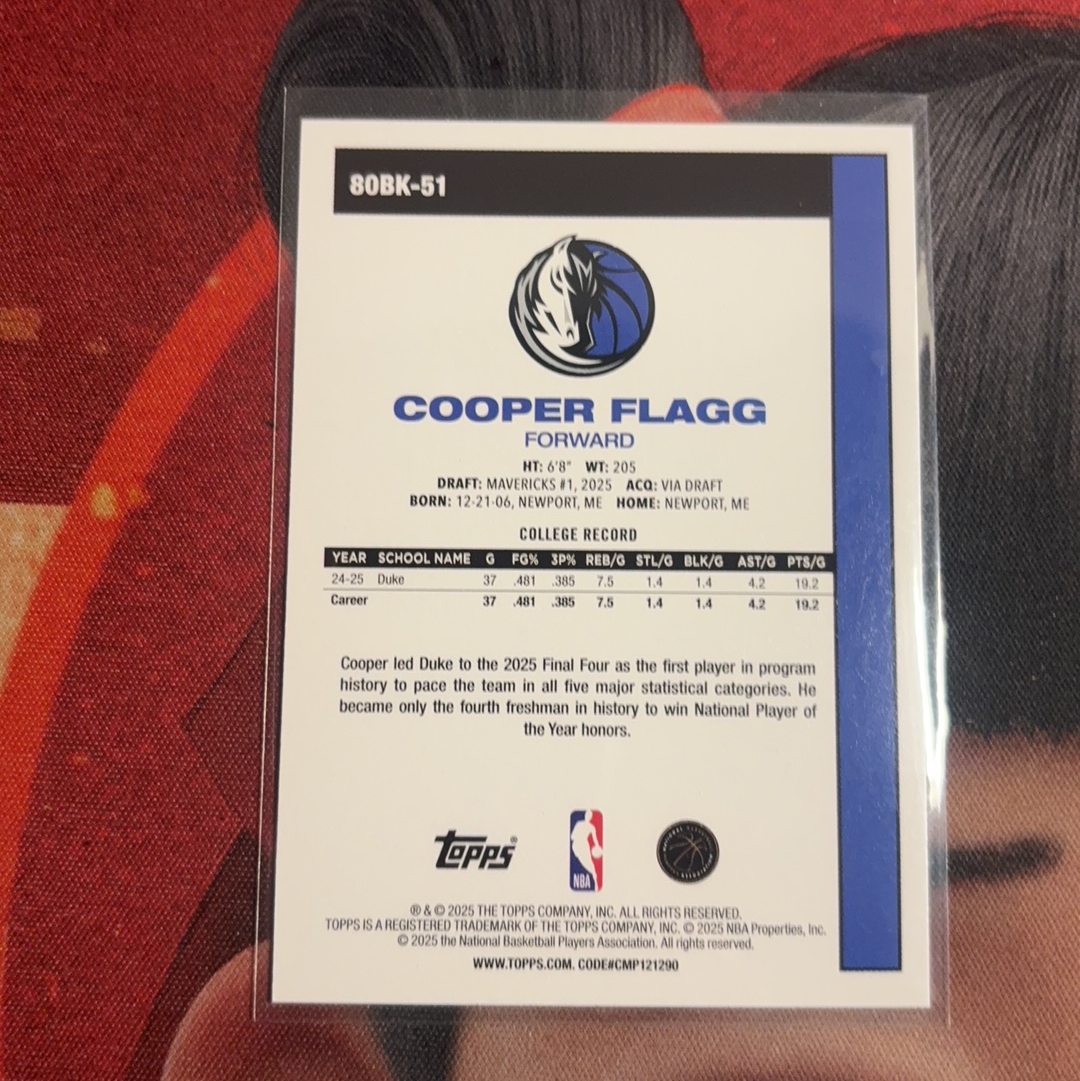 80BK-51
COOPER FLAGG
FORWARD
HT: 6'8" WT: 205
DRAFT: MAVERICKS #1, 2025 ACQ: VIA DRAFT
BORN: 12-21-06, NEWPORT, ME HOME: NEWPORT, ME
COLLEGE RECORD
YEAR SCHOOL NAME G FG% 3P% REB/G STL/G BLK/G AST/G PTS/G
24-25 Duke 37 .481 .385 7.5 1.4 1.4 4.2 19.2
Career 37 .481 .385 7.5 1.4 1.4 4.2 19.2
Cooper led Duke to the 2025 Final Four as the first player in program
history to pace the team in all five major statistical categories. He
became only the fourth freshman in history to win National Player of
the Year honors.
Topps®
NBA
® & © 2025 THE TOPPS COMPANY, INC. ALL RIGHTS RESERVED.
TOPPS IS A REGISTERED TRADEMARK OF THE TOPPS COMPANY, INC. © 2025 NBA Properties, Inc.
© 2025 the National Basketball Players Association. All rights reserved.
WWW.TOPPS.COM. CODE#CMP121290